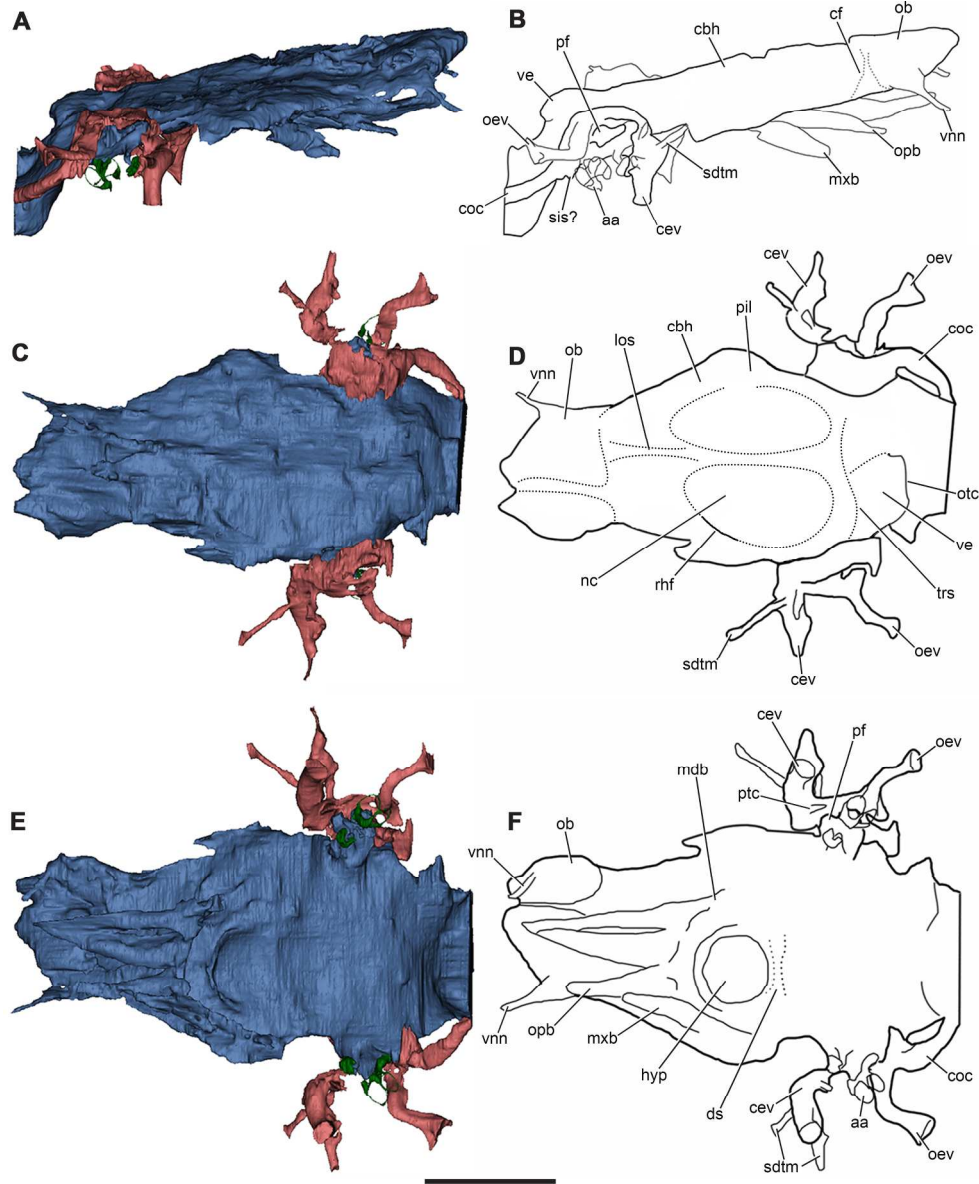 A
B
cf
ob
cbh
pf
ve
oev
vnn
opb
sdtm
mxb
coc
sis?
aa
cev
C
D
cev
oev
pil
coc
los
cbh
ob
vnn
otc
ve
nc
rhf
trs
sdtm
oev
cev
E
F
cev
pf
oev
mdb
ptc
ob
vnn
vnn
opb
mxb
hyp
ds
cev
aa
coc
oev
sdtm